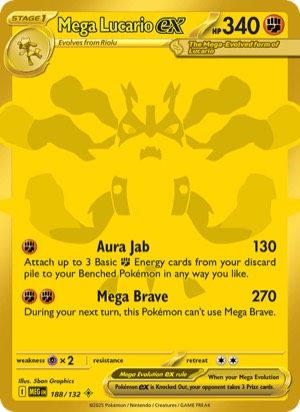 STAGE 1 Mega Lucario ex HP 340
Evolves from Riolu
The Mega-Evolved form of
Lucario
Aura Jab 130
Attach up to 3 Basic Energy cards from your discard
pile to your Benched Pokémon in any way you like.
Mega Brave 270
During your next turn, this Pokémon can't use Mega Brave.
weakness × 2 resistance retreat
Mega Evolution ex rule When your Mega Evolution
Pokémon ex is Knocked Out, your opponent takes 3 Prize cards.
Illus. 5ban Graphics
I MEG EN 188/132
©2025 Pokémon / Nintendo / Creatures / GAME FREAK